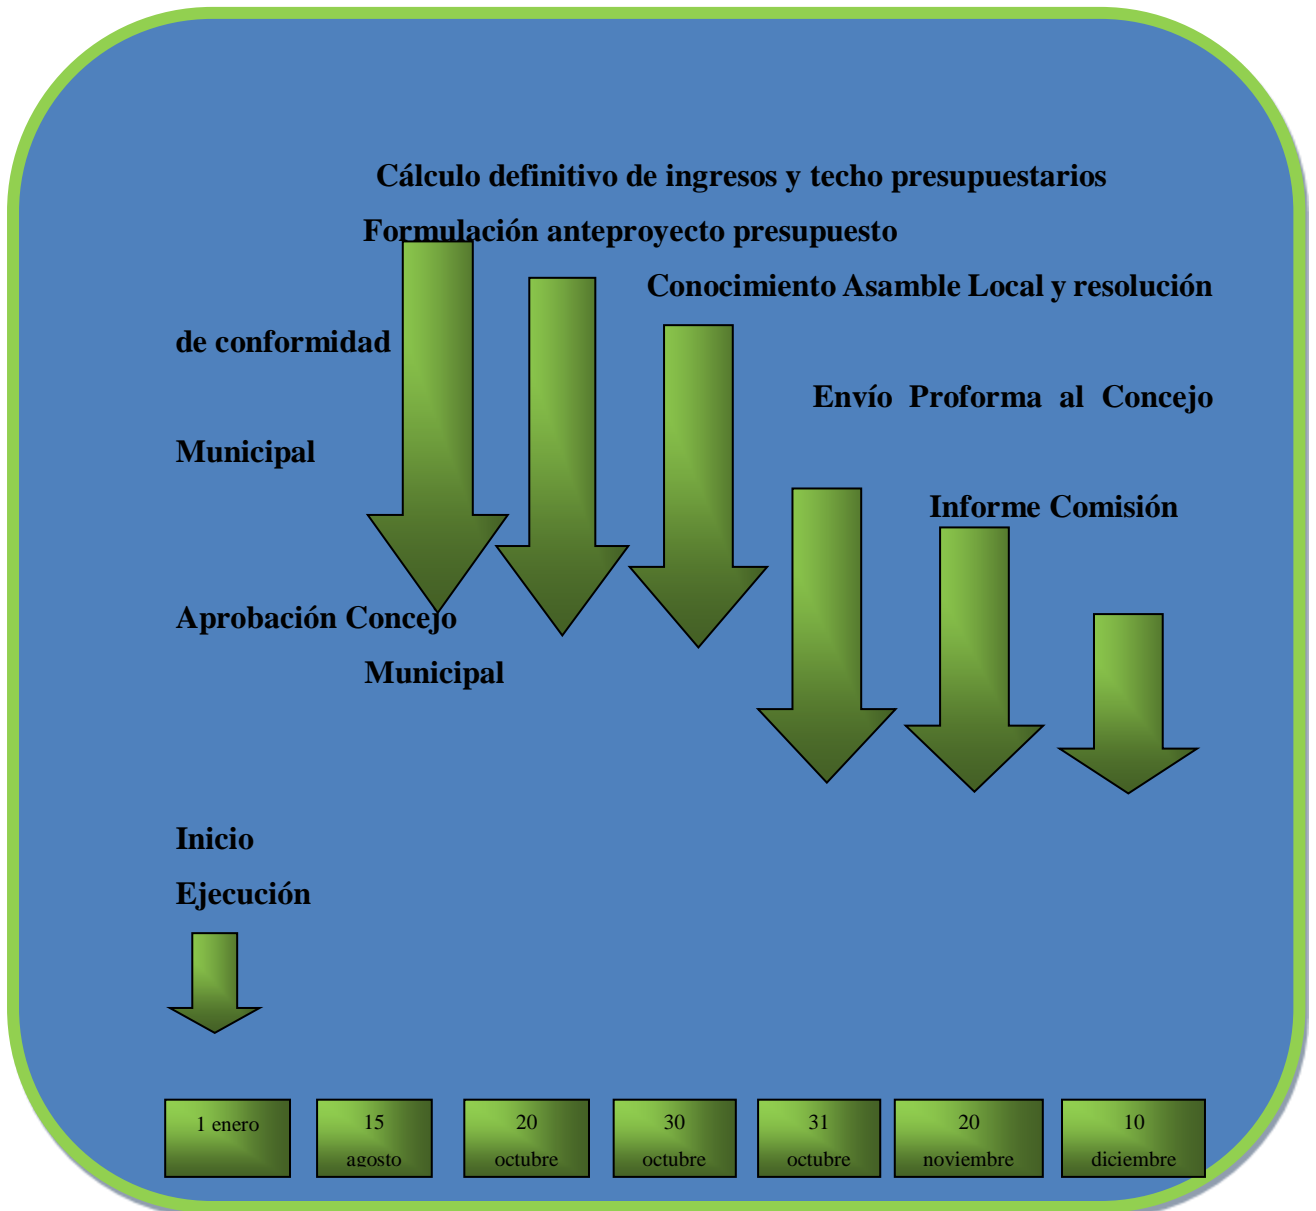 Cálculo definitivo de ingresos y techo presupuestarios
Formulación anteproyecto presupuesto
Conocimiento Asamble Local y resolución
de conformidad
Envío Proforma al Concejo
Municipal
Informe Comisión
Aprobación Concejo
Municipal
Inicio
Ejecución
1 enero
15
agosto
20
octubre
30
octubre
31
octubre
20
noviembre
10
diciembre